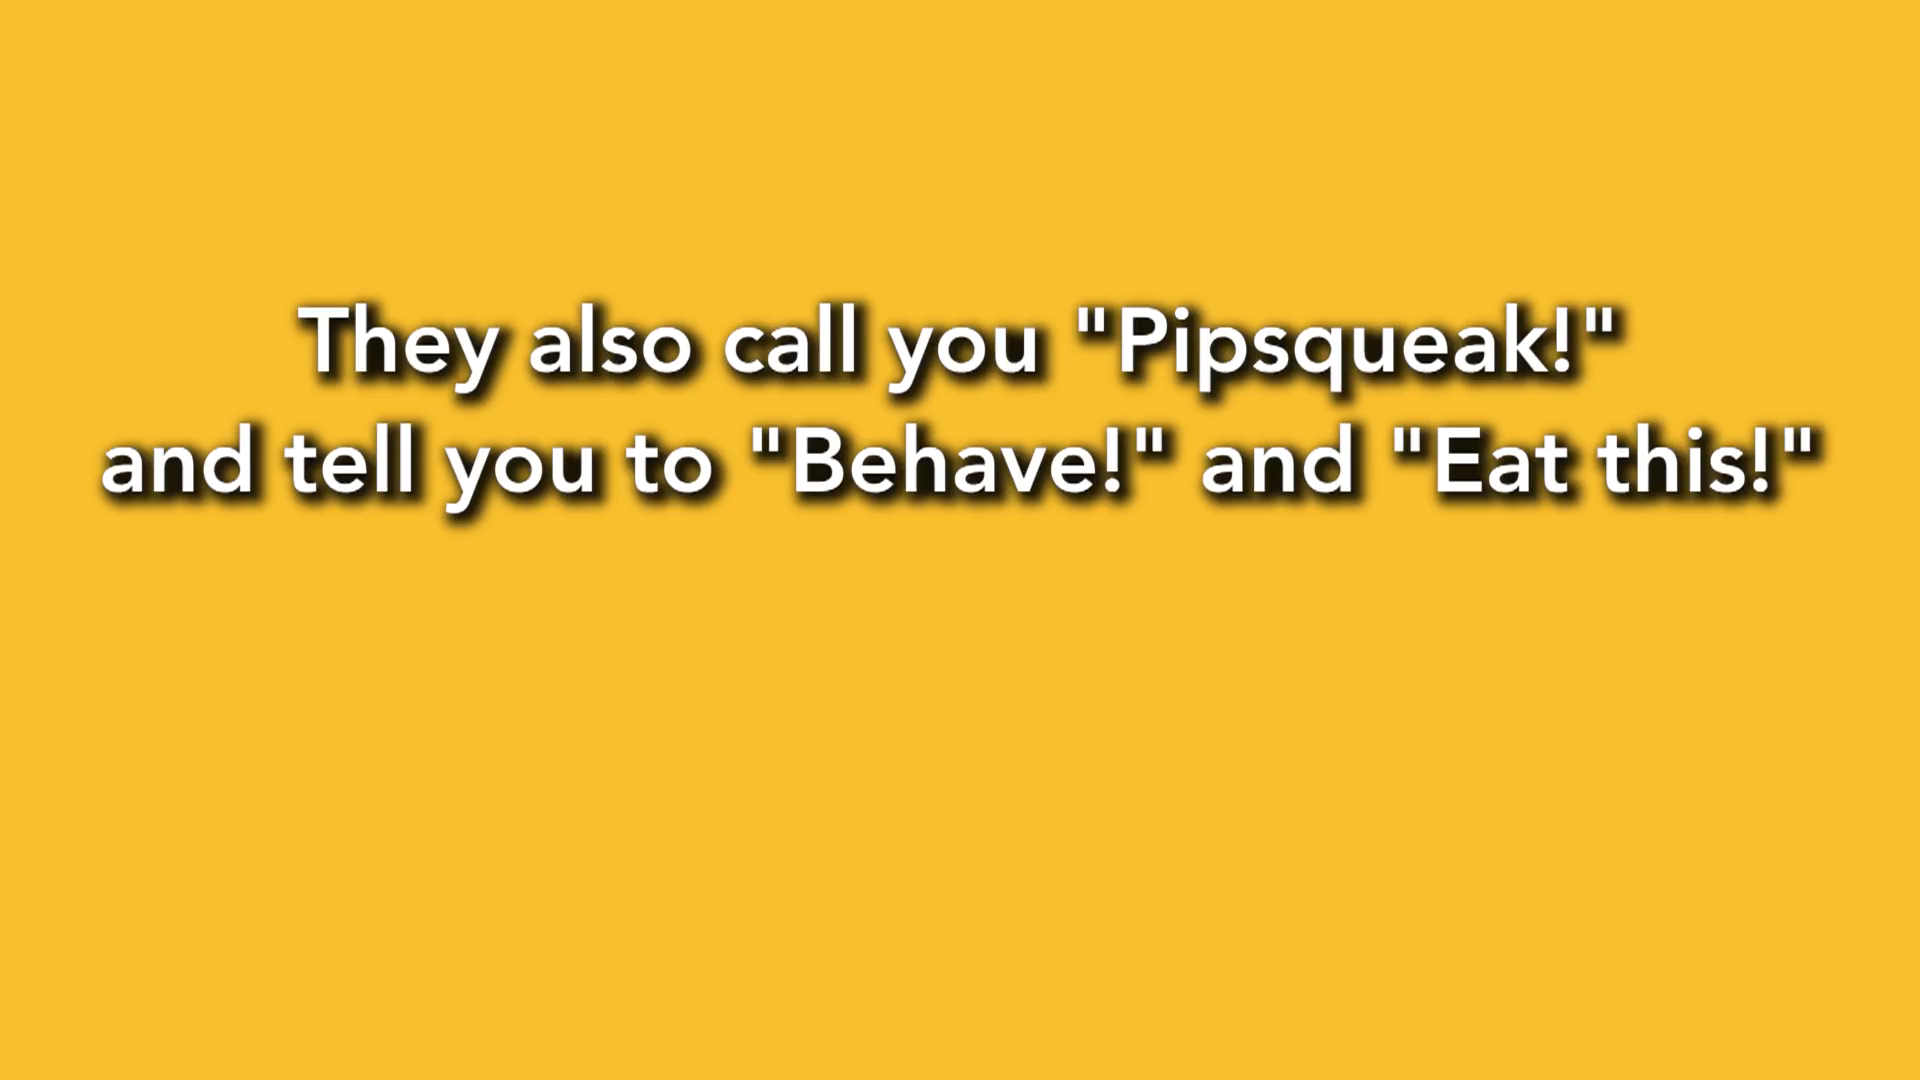 They also call you "Pipsqueak!"
and tell you to "Behave!" and "Eat this!"